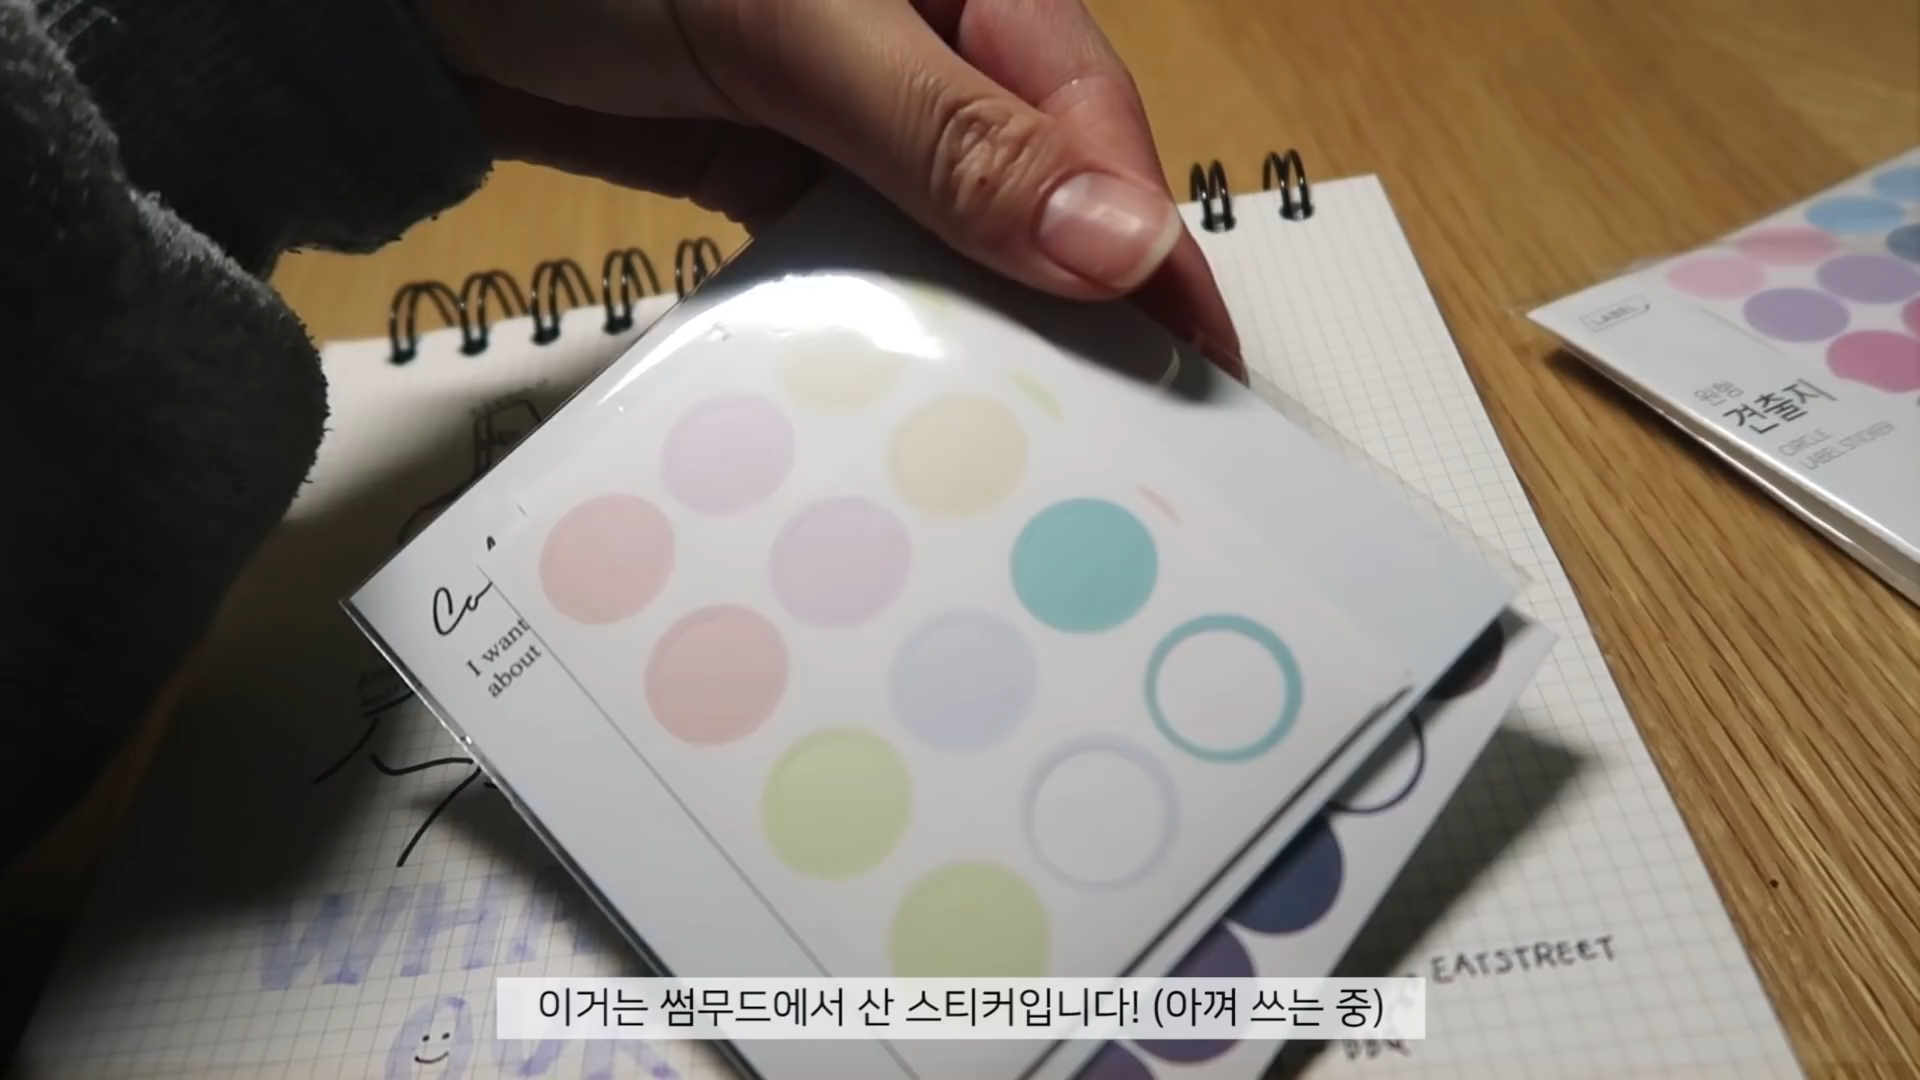 LABEL
원형
견출지
CIRCLE
LABEL STICKER
I want
about
EATSTREET
BBQ
이거는 썸무드에서 산 스티커입니다! (아껴 쓰는 중)